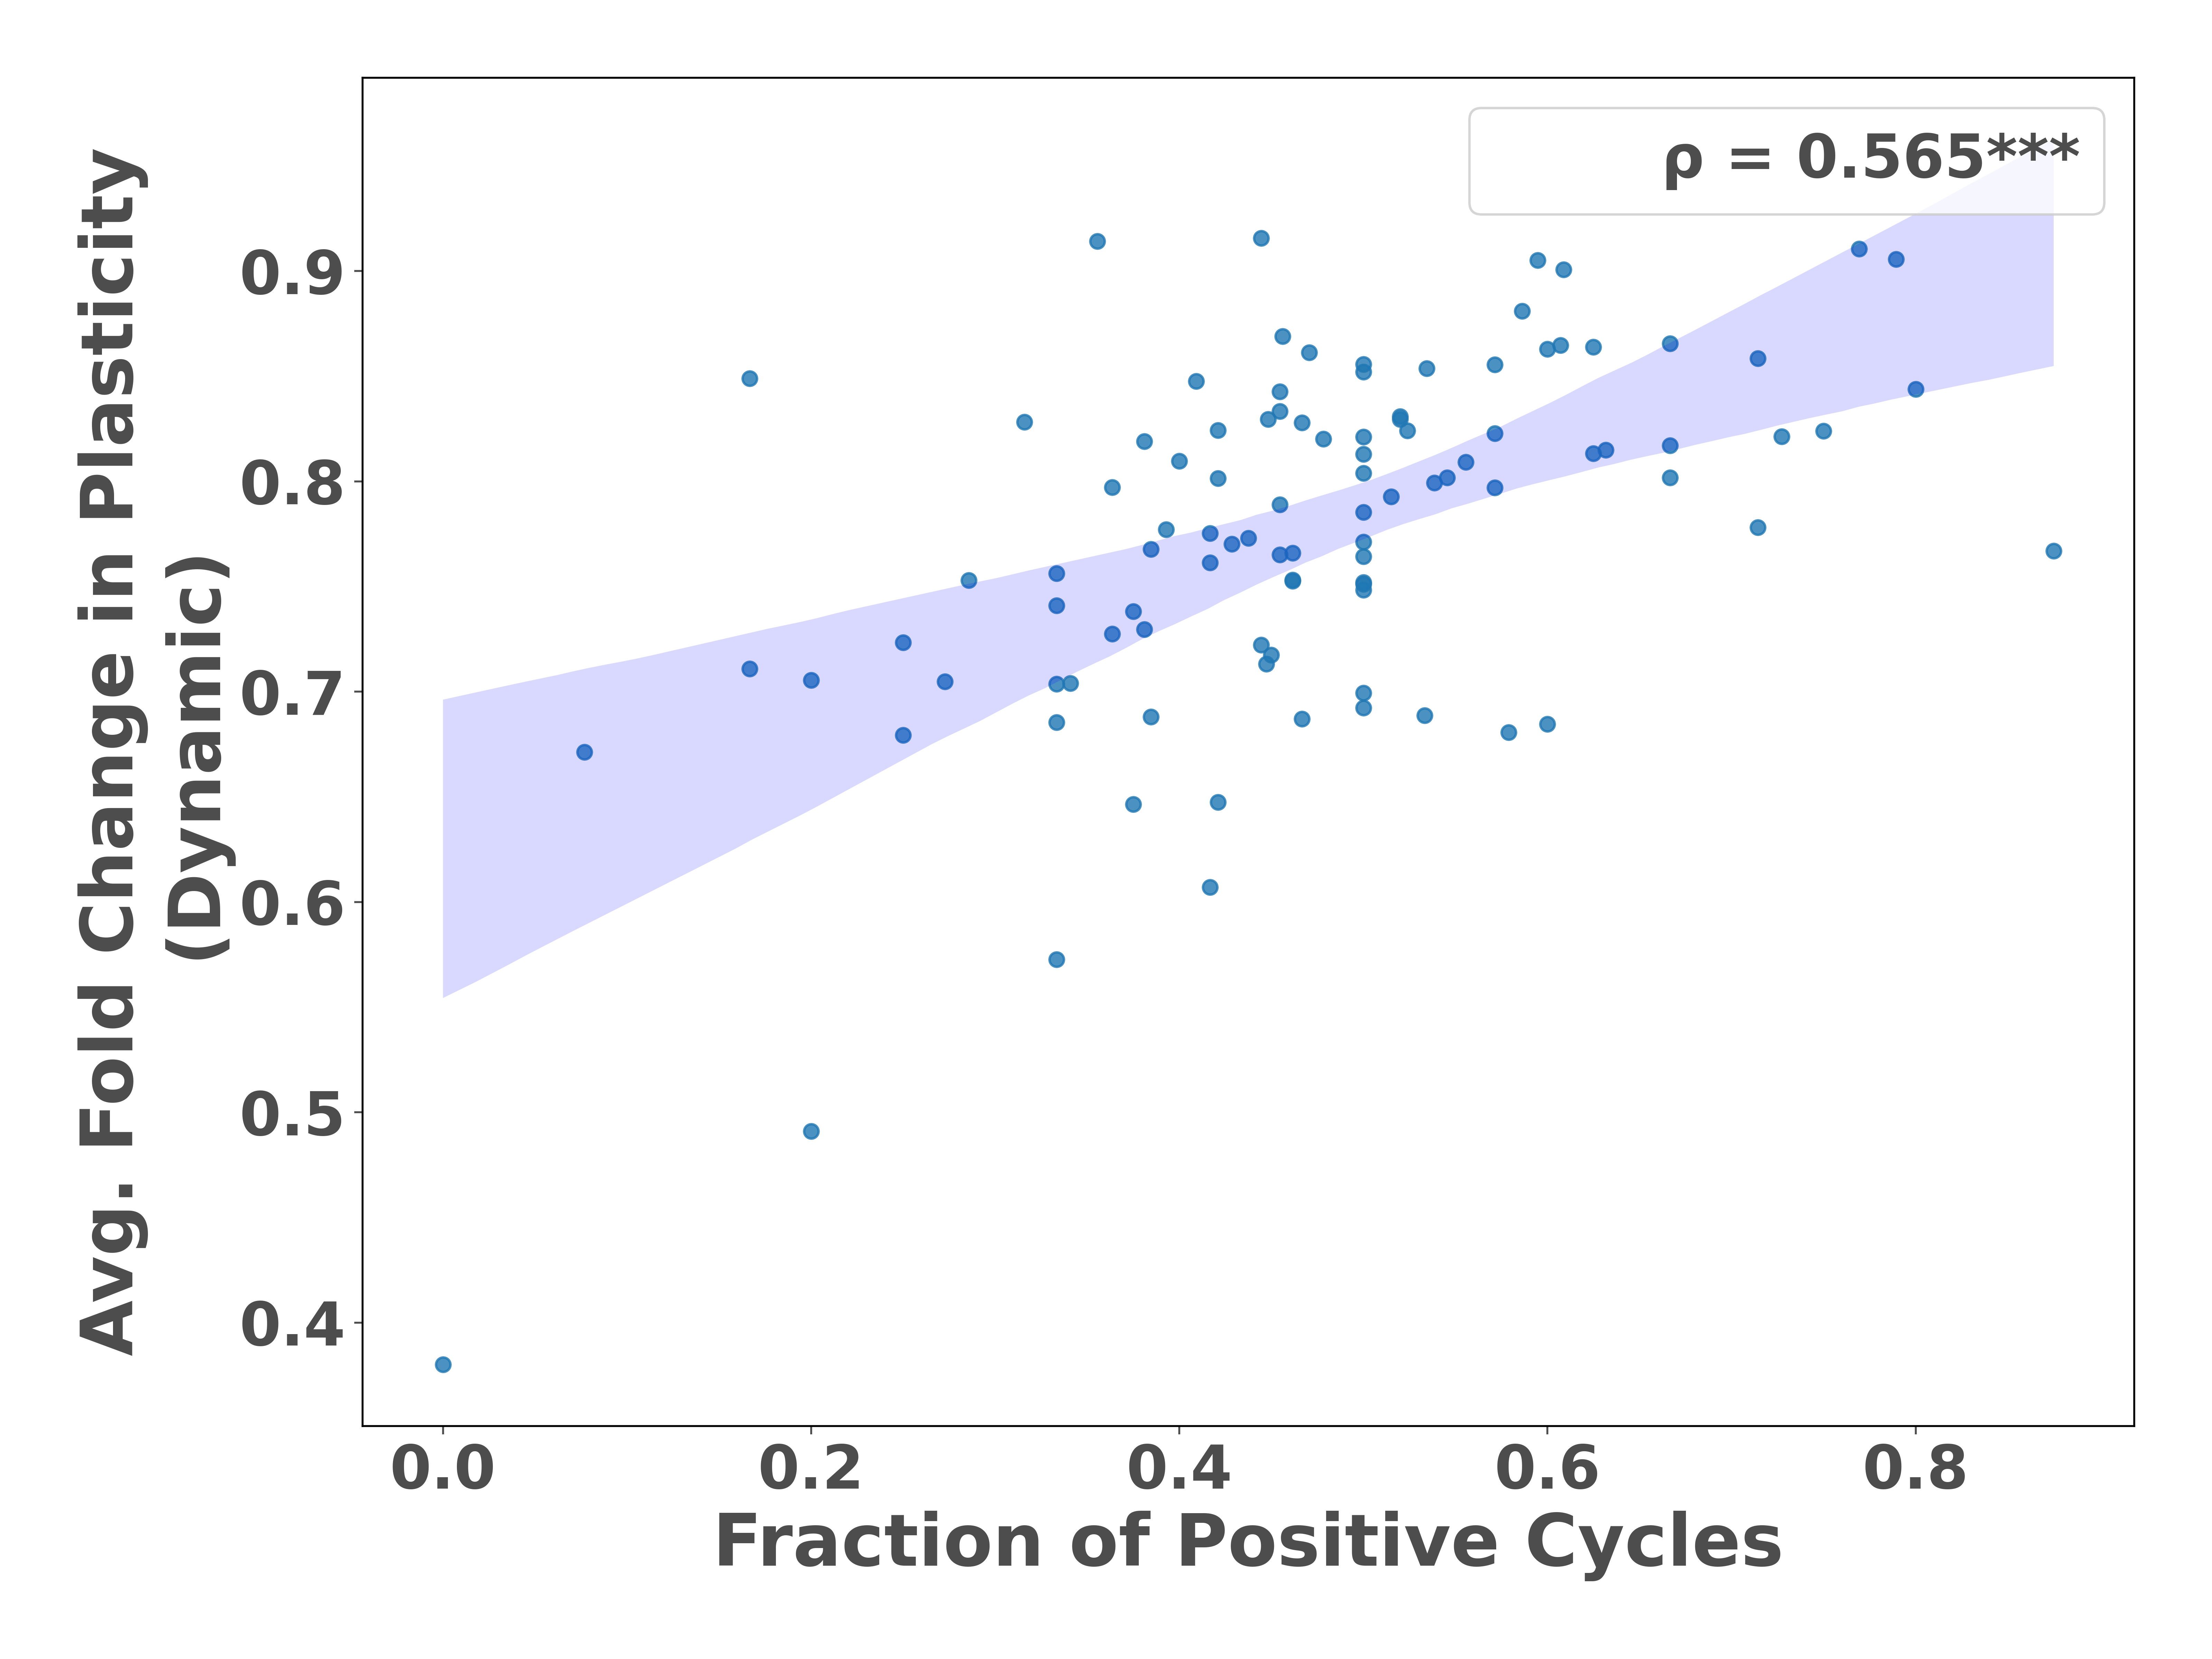 ρ = 0.565***
Avg. Fold Change in Plasticity
(Dynamic)
0.9
0.8
0.7
0.6
0.5
0.4
0.0 0.2 0.4 0.6 0.8
Fraction of Positive Cycles